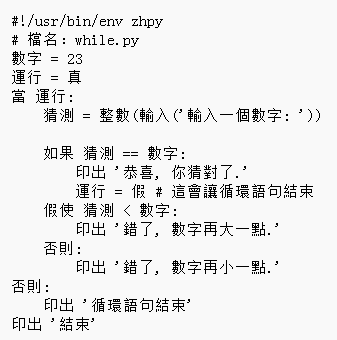 #!/usr/bin/env zhpy
# 檔名: while.py
數字 = 23
運行 = 真
當 運行:
    猜測 = 整數(輸入('輸入一個數字: '))

    如果 猜測 == 數字:
        印出 '恭喜, 你猜對了.'
        運行 = 假 # 這會讓循環語句結束
    假使 猜測 < 數字:
        印出 '錯了, 數字再大一點.'
    否則:
        印出 '錯了, 數字再小一點.'
否則:
    印出 '循環語句結束'
印出 '結束'